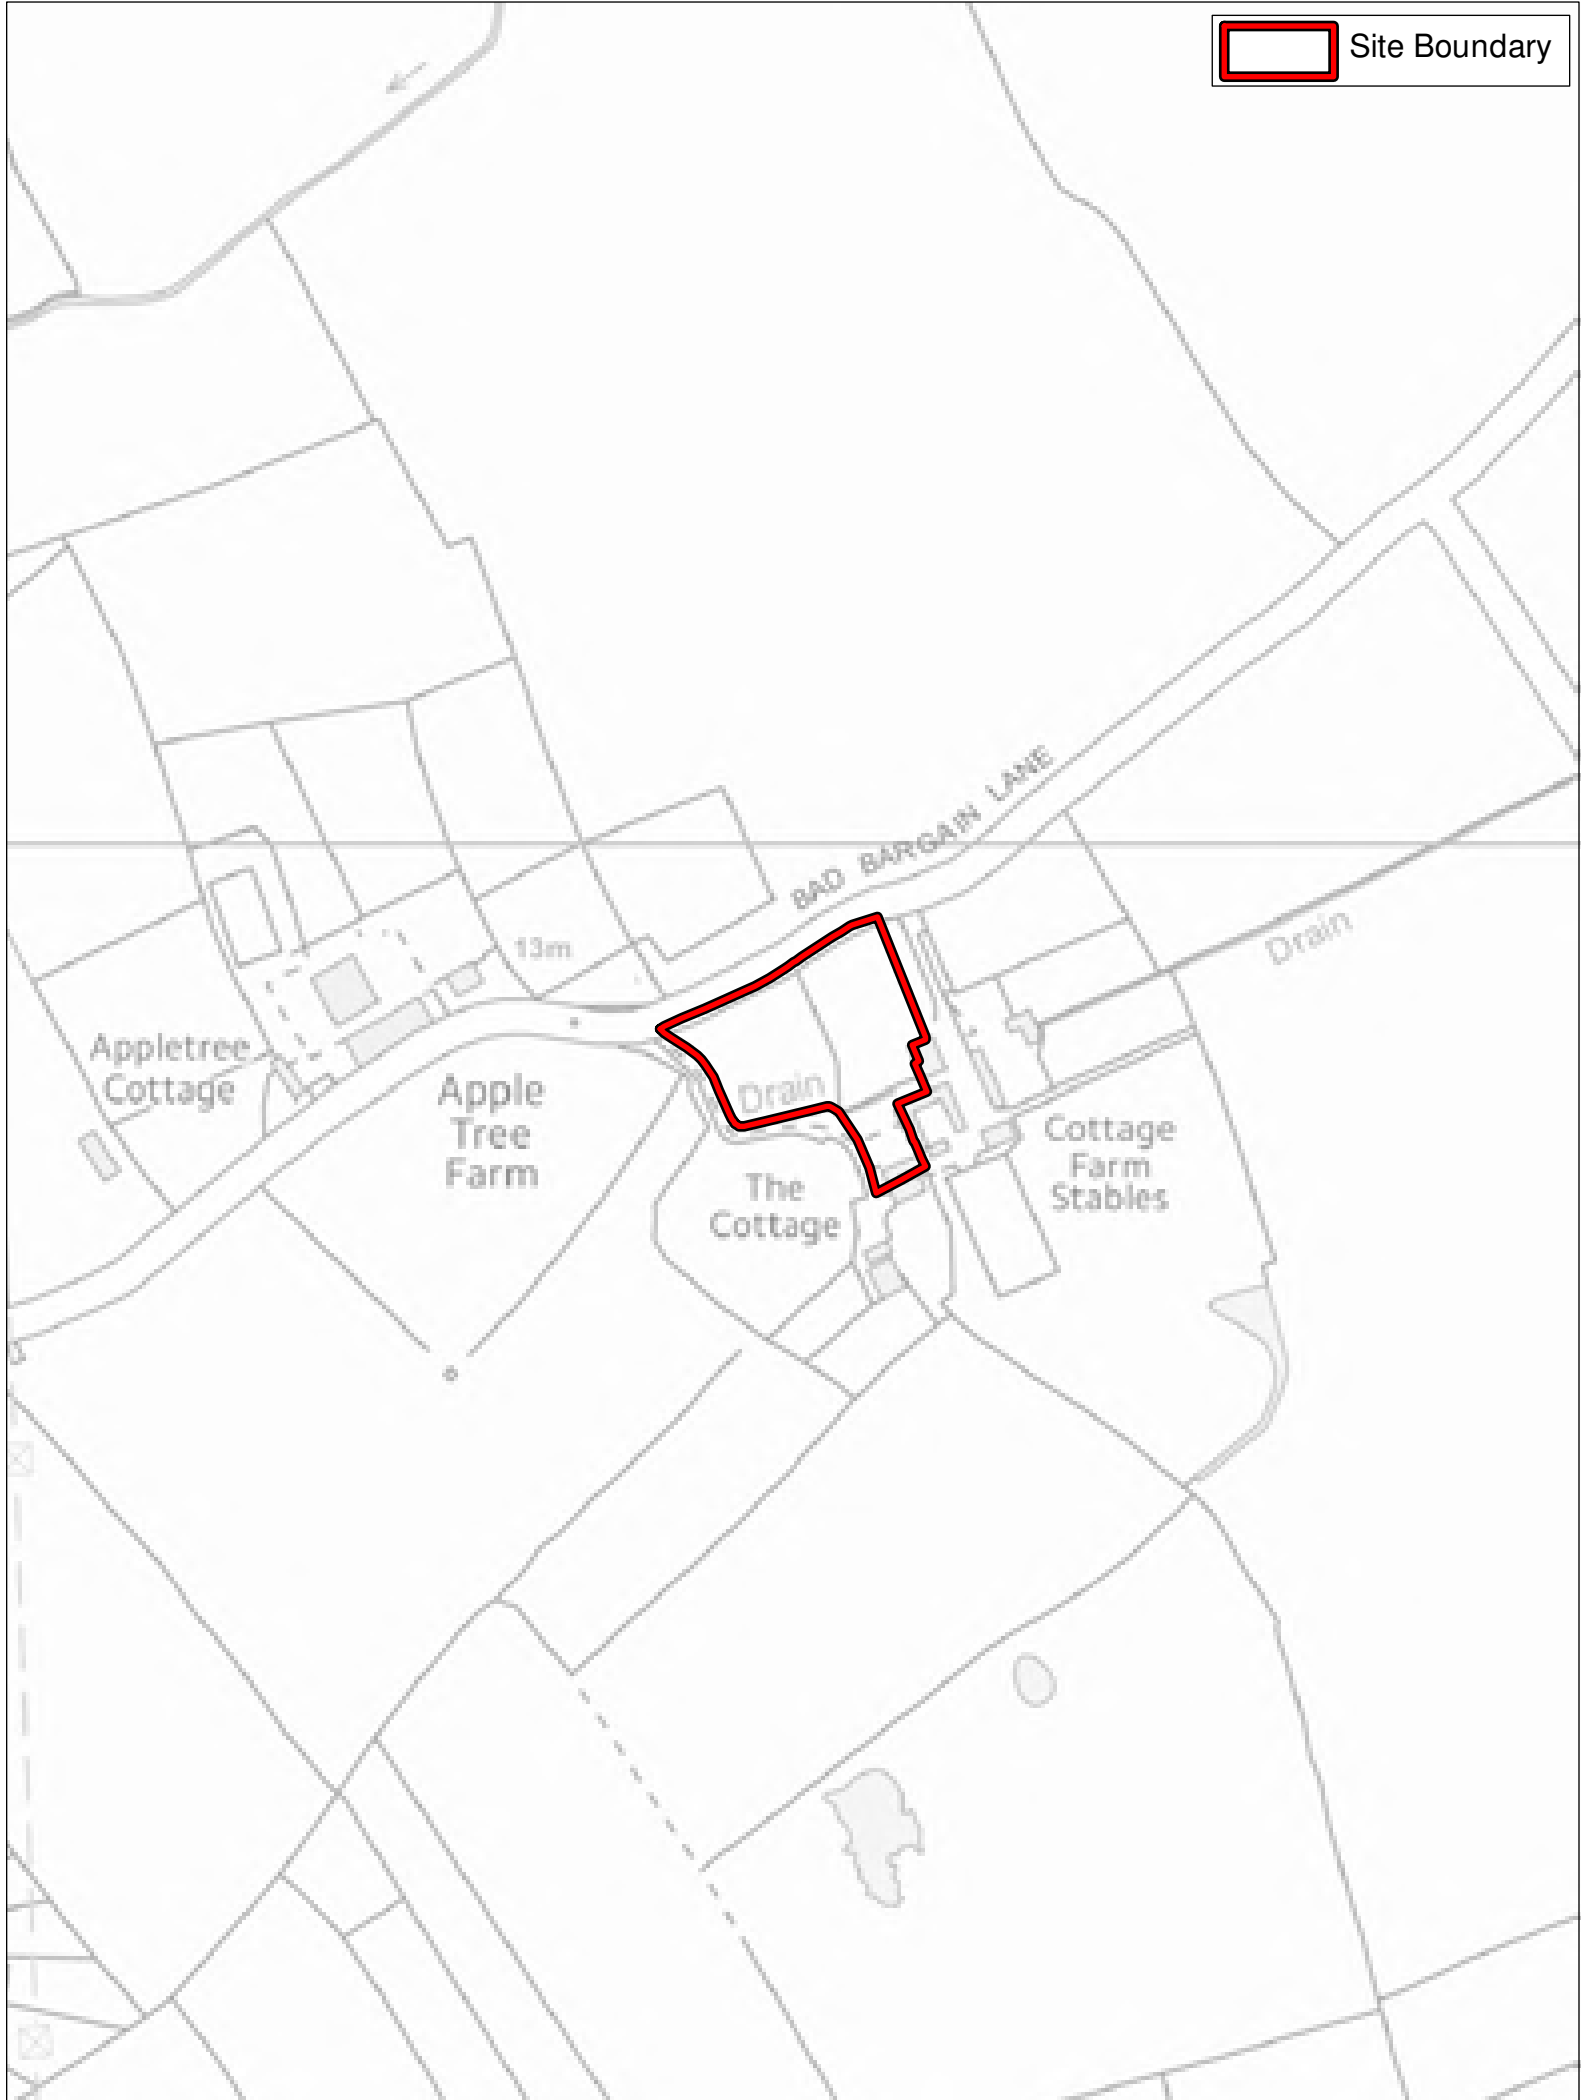 Site Boundary
BAD BARGAIN LANE
Drain
13m
Appletree
Cottage
Apple
Tree
Farm
Drain
Cottage
Farm
Stables
The
Cottage